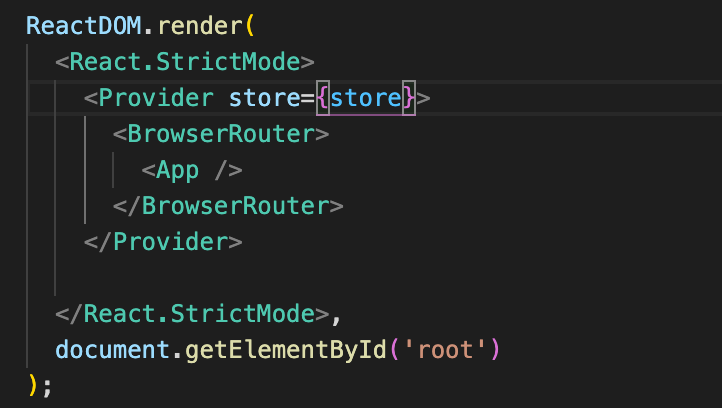 ReactDOM.render(
  <React.StrictMode>
    <Provider store={store}>
      <BrowserRouter>
        <App />
      </BrowserRouter>
    </Provider>

  </React.StrictMode>,
  document.getElementById('root')
);